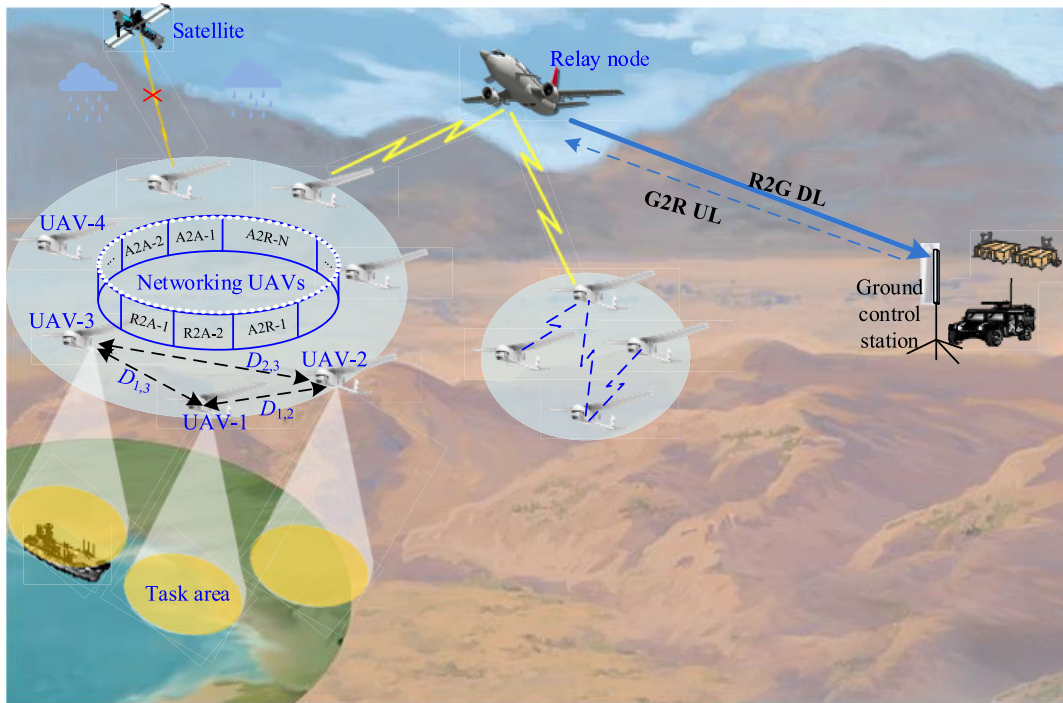 Satellite
Relay node
R2G DL
G2R UL
UAV-4
A2A-2
A2A-1
A2R-N
...
...
Networking UAVs
R2A-1
R2A-2
A2R-1
UAV-3
UAV-2
D2,3
D1,3
D1,2
UAV-1
Ground
control
station
Task area